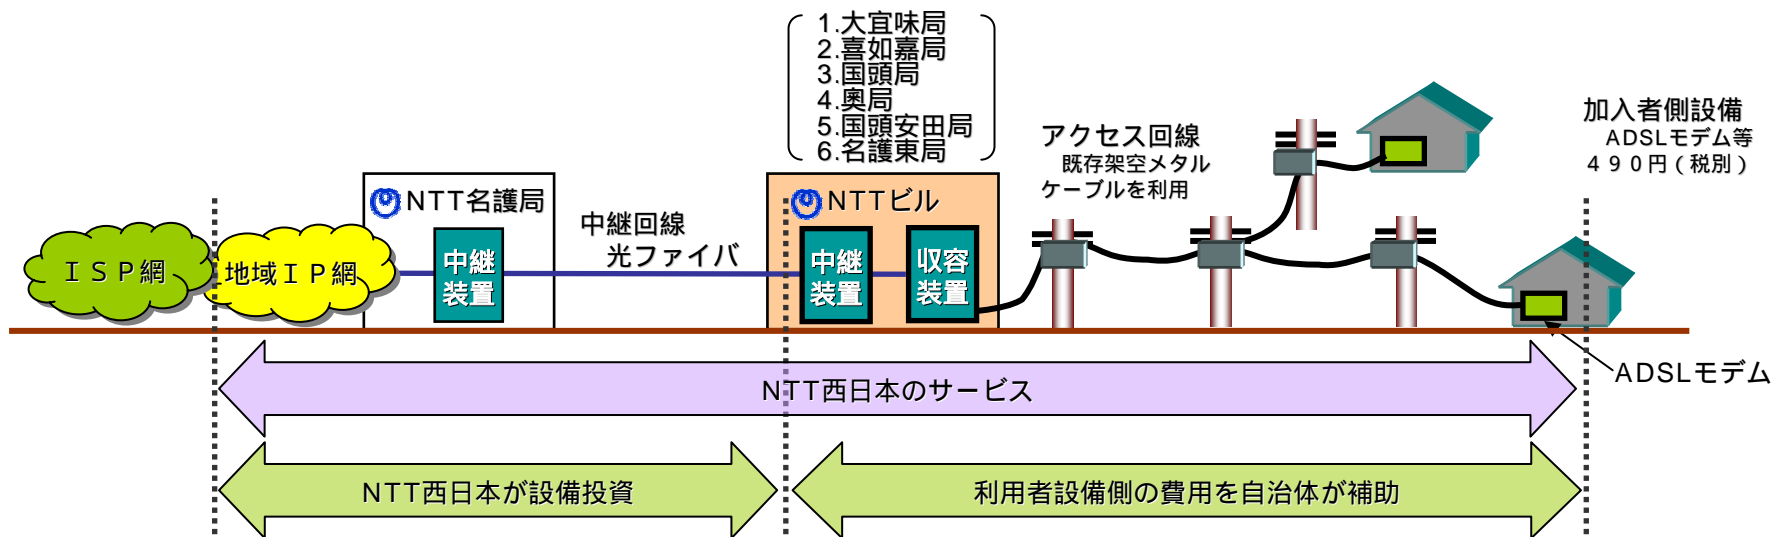 1.大宜味局
2.喜如嘉局
3.国頭局
4.奥局
5.国頭安田局
6.名護東局
アクセス回線
既存架空メタル
ケーブルを利用
加入者側設備
ADSLモデム等
４９０円（税別）
NTT名護局
中継回線
光ファイバ
NTTビル
ＩＳＰ網
地域ＩＰ網
中継
装置
中継
装置
収容
装置
ADSLモデム
NTT西日本のサービス
NTT西日本が設備投資
利用者設備側の費用を自治体が補助